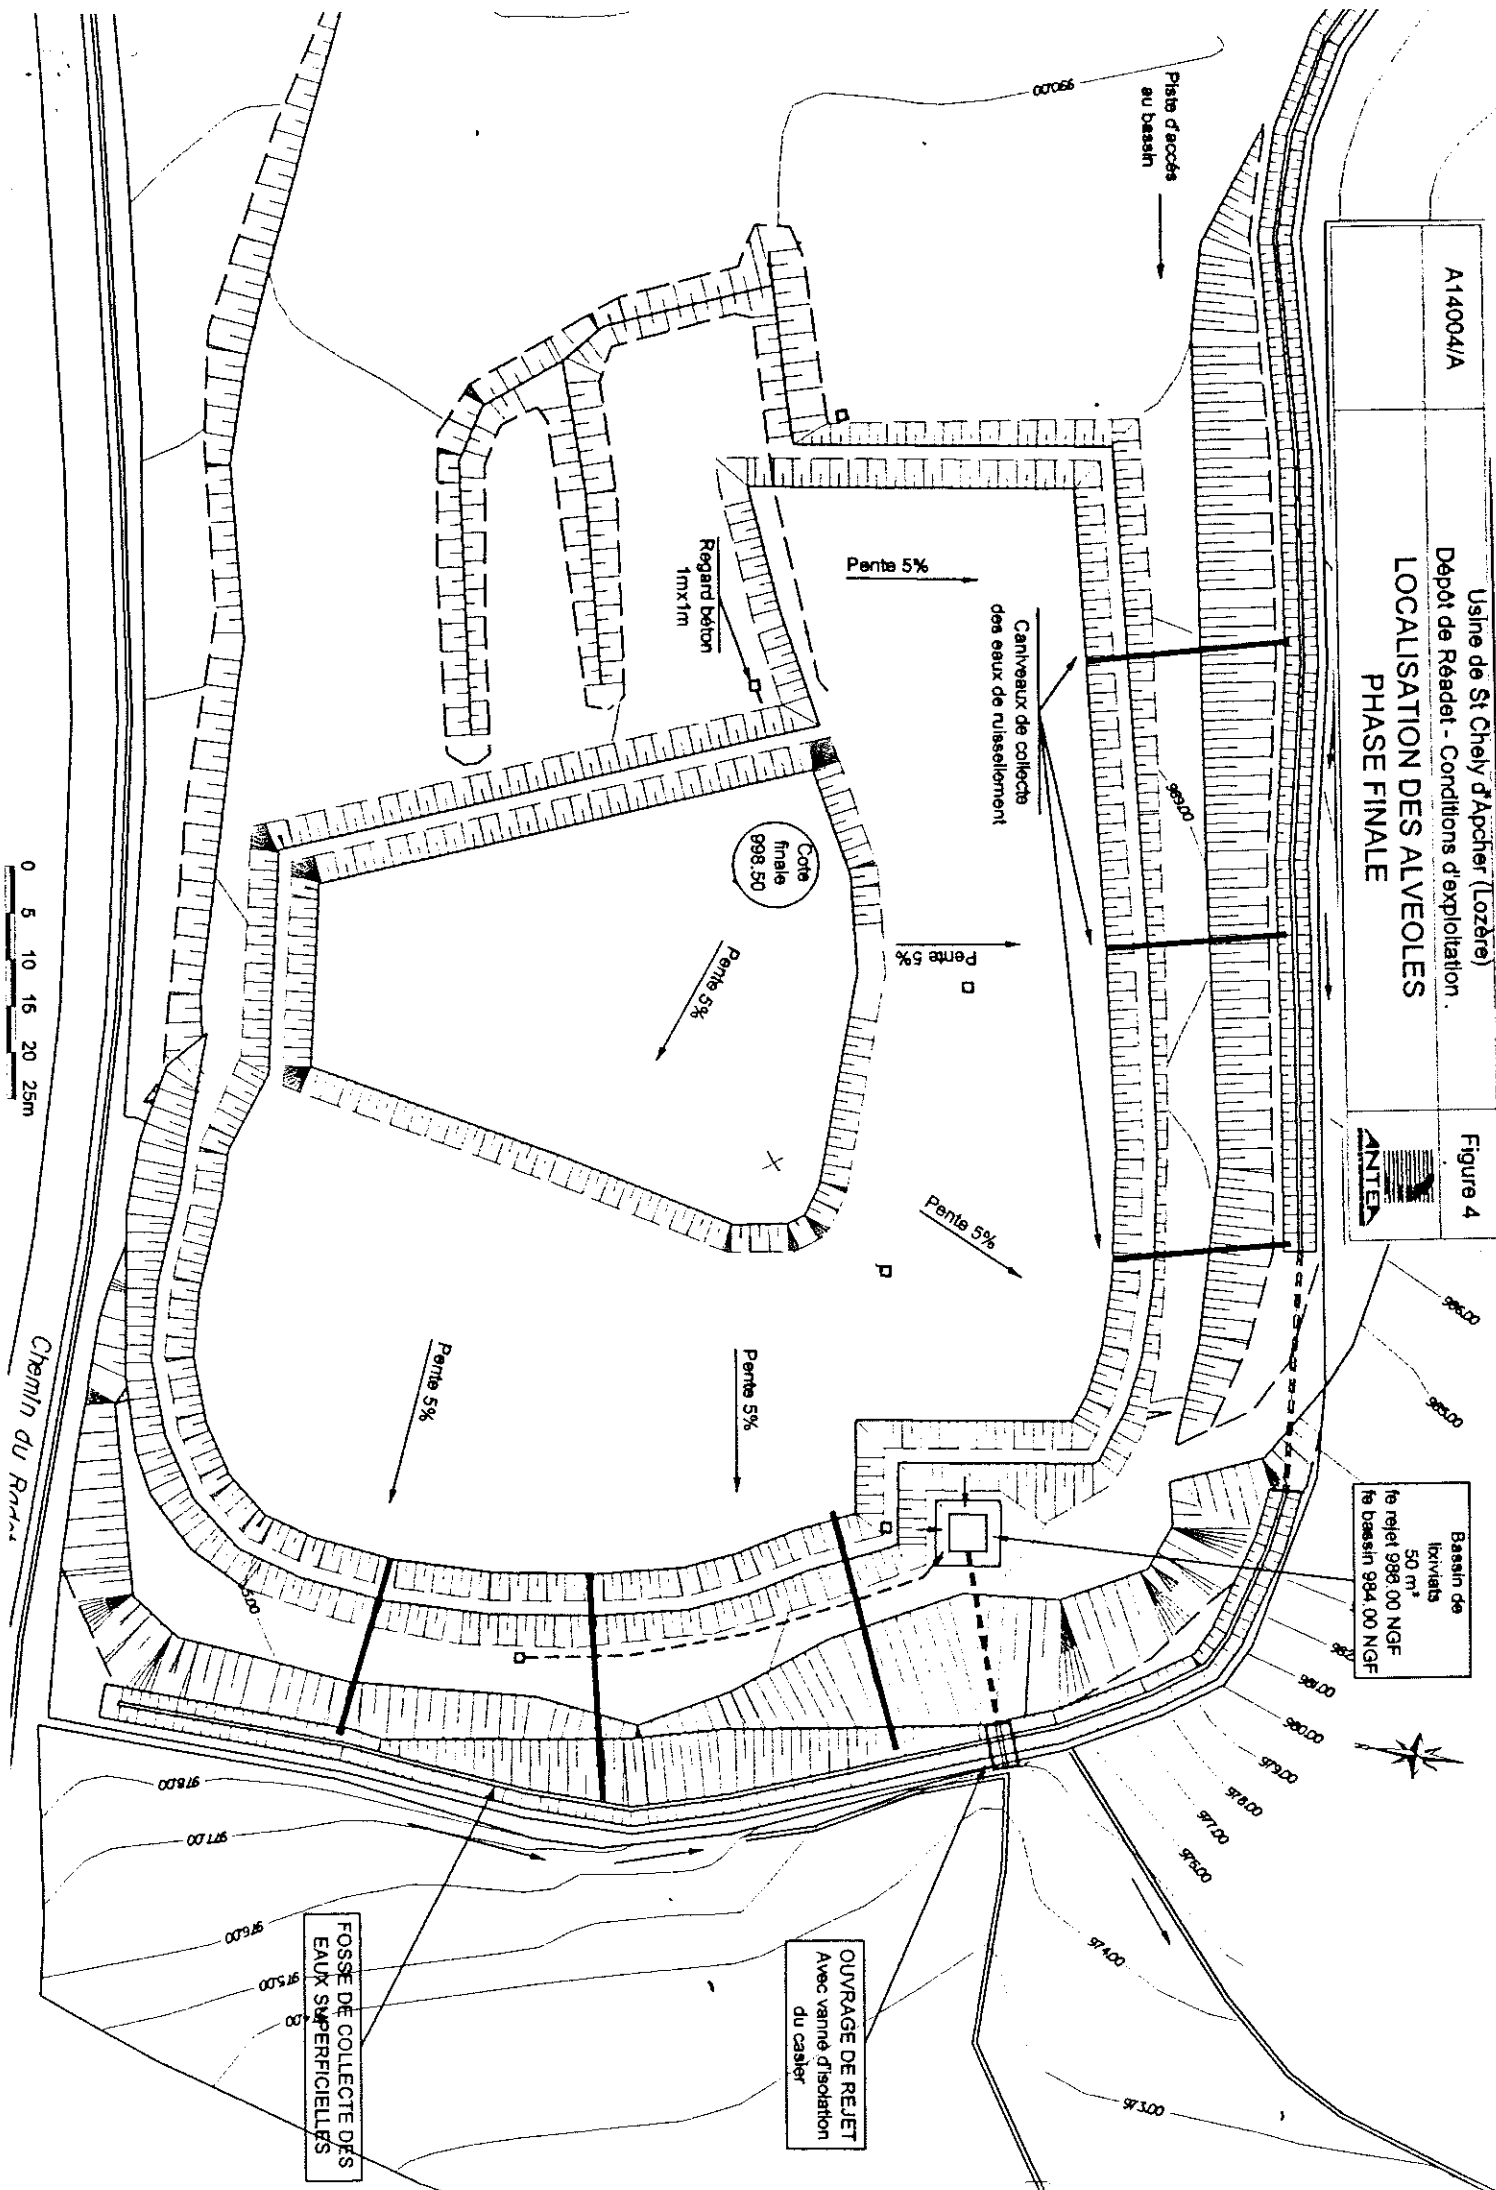 A14004/A
Usine de St Chely d'Apcher (Lozère)
Dépôt de Réadet - Conditions d'exploitation .
LOCALISATION DES ALVEOLES
PHASE FINALE
Figure 4
ANTEA
Piste d'accés
au bassin
990.00
Pente 5%
Caniveaux de collecte
des eaux de ruissellement
989.00
Regard béton
1mx1m
Cote
finale
998.50
Pente 5%
Pente 5%
Pente 5%
Pente 5%
Pente 5%
986.00
985.00
Bassin de
lixiviats
50 m³
fe rejet 986.00 NGF
fe bassin 984.00 NGF
981.00
980.00
979.00
978.00
977.00
975.00
974.00
973.00
OUVRAGE DE REJET
Avec vanne d'isolation
du casier
FOSSE DE COLLECTE DES
EAUX SUPERFICIELLES
978.00
977.00
976.00
975.00
0 5 10 15 20 25m
Chemin du